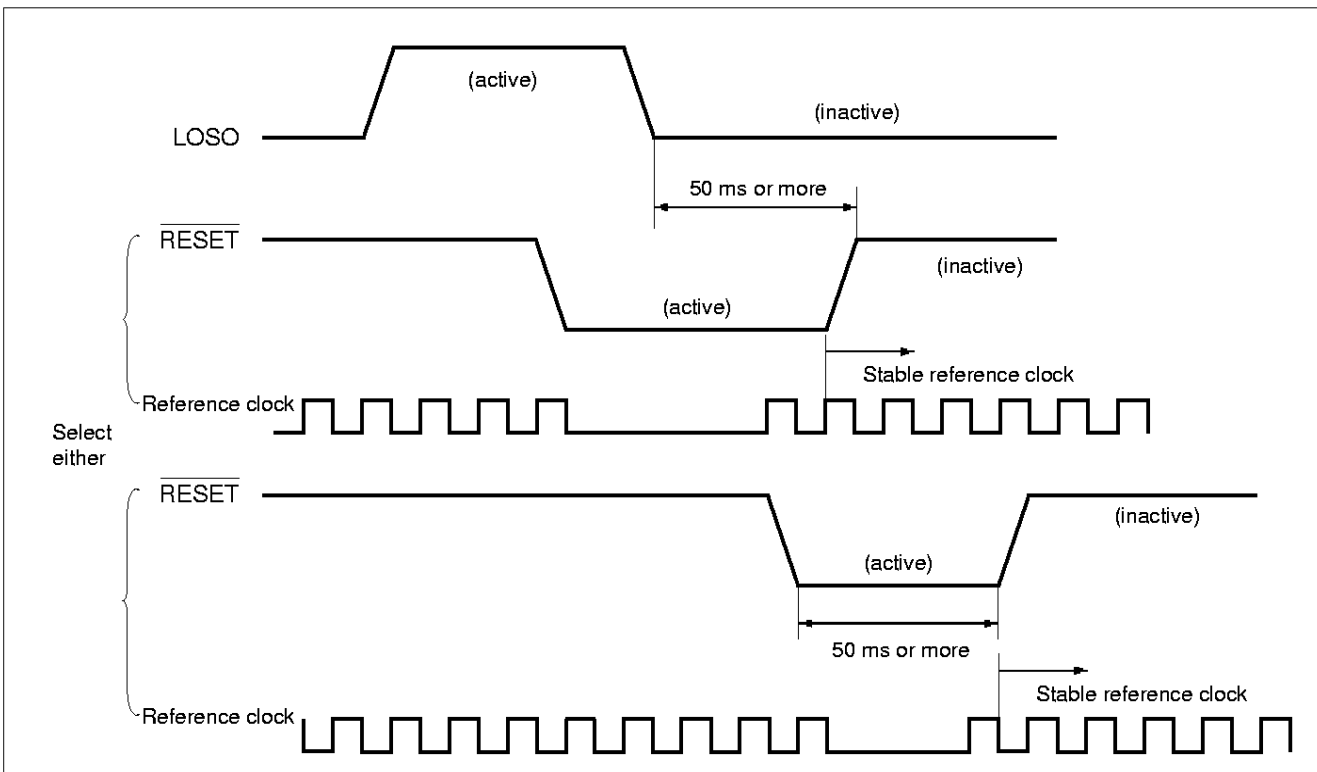 (active)
(inactive)
LOSO
50 ms or more
RESET
(inactive)
(active)
Stable reference clock
Reference clock
Select
either
RESET
(inactive)
(active)
50 ms or more
Stable reference clock
Reference clock